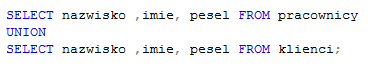 SELECT nazwisko ,imie, pesel FROM pracownicy
UNION
SELECT nazwisko ,imie, pesel FROM klienci;